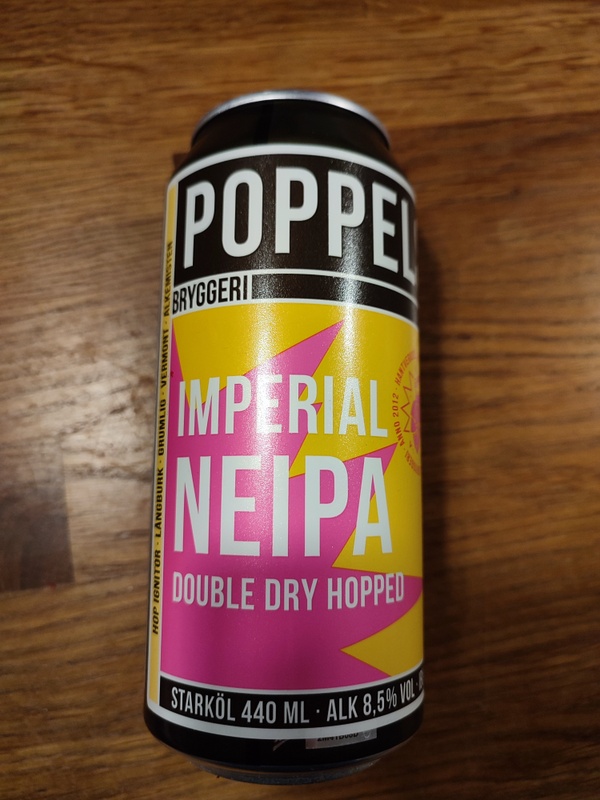 POPPEL
BRYGGERI
IMPERIAL
NEIPA
DOUBLE DRY HOPPED
STARKÖL 440 ML · ALK 8,5% VOL ·
HOP IGNITOR · LÅNGBURK · GRUMLIG · VERMONT · ALKEMISTEN
ANNO 2012 ·